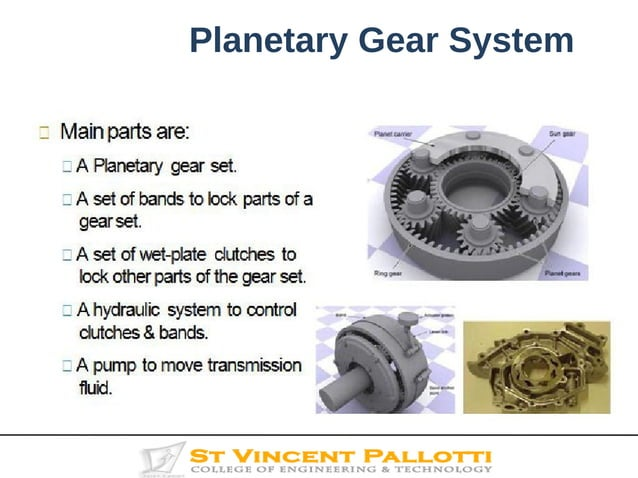 Planetary Gear System
Main parts are:
A Planetary gear set.
A set of bands to lock parts of a
gear set.
A set of wet-plate clutches to
lock other parts of the gear set.
A hydraulic system to control
clutches & bands.
A pump to move transmission
fluid.
Planet carrier
Sun gear
Ring gear
Planet gears
Band
ST VINCENT PALLOTTI
COLLEGE OF ENGINEERING & TECHNOLOGY